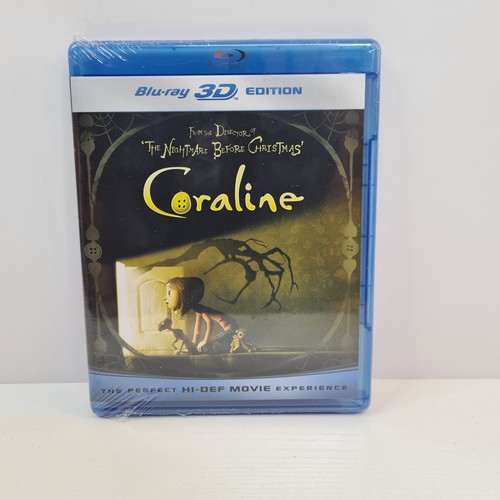 Blu-ray 3D EDITION
FROM THE DIRECTOR OF
'THE NIGHTMARE BEFORE CHRISTMAS'
Coraline
THE PERFECT HI-DEF MOVIE EXPERIENCE